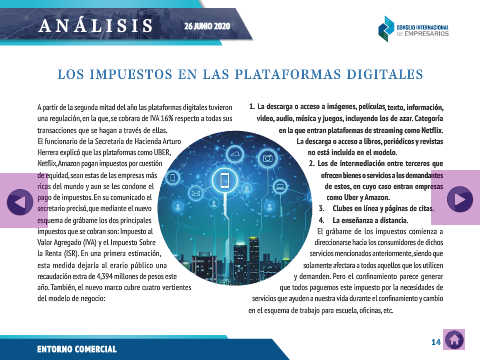 ANÁLISIS
26 JUNIO 2020
CONSEJO INTERNACIONAL
DE EMPRESARIOS
LOS IMPUESTOS EN LAS PLATAFORMAS DIGITALES
A partir de la segunda mitad del año las plataformas digitales tuvieron
una regulación, en la que, se cobrara de IVA 16% respecto a todas sus
transacciones que se hagan a través de ellas.
El funcionario de la Secretaría de Hacienda Arturo
Herrera explicó que las plataformas como UBER,
Netflix, Amazon pagan impuestos por cuestión
de equidad, sean estas de las empresas más
ricas del mundo y aun se les condone el
pago de impuestos. En su comunicado el
secretario precisó, que mediante el nuevo
esquema de grábame los dos principales
impuestos que se cobran son: Impuesto al
Valor Agregado (IVA) y el Impuesto Sobre
la Renta (ISR). En una primera estimación,
esta medida dejaría al erario público una
recaudación extra de 4,394 millones de pesos este
año. También, el nuevo marco cubre cuatro vertientes
del modelo de negocio:
1. La descarga o acceso a imágenes, películas, texto, información,
video, audio, música y juegos, incluyendo los de azar. Categoría
en la que entran plataformas de streaming como Netflix.
La descarga o acceso a libros, periódicos y revistas
no está incluida en el modelo.
2. Los de intermediación entre terceros que
ofrecen bienes o servicios a los demandantes
de estos, en cuyo caso entran empresas
como Uber y Amazon.
3. Clubes en línea y páginas de citas.
4. La enseñanza a distancia.
El grábame de los impuestos comienza a
direccionarse hacia los consumidores de dichos
servicios mencionados anteriormente, siendo que
solamente afectara a todos aquellos que los utilicen
y demanden. Pero el confinamiento parece generar
que todos paguemos este impuesto por la necesidades de
servicios que ayuden a nuestra vida durante el confinamiento y cambio
en el esquema de trabajo para escuela, oficinas, etc.
14
ENTORNO COMERCIAL